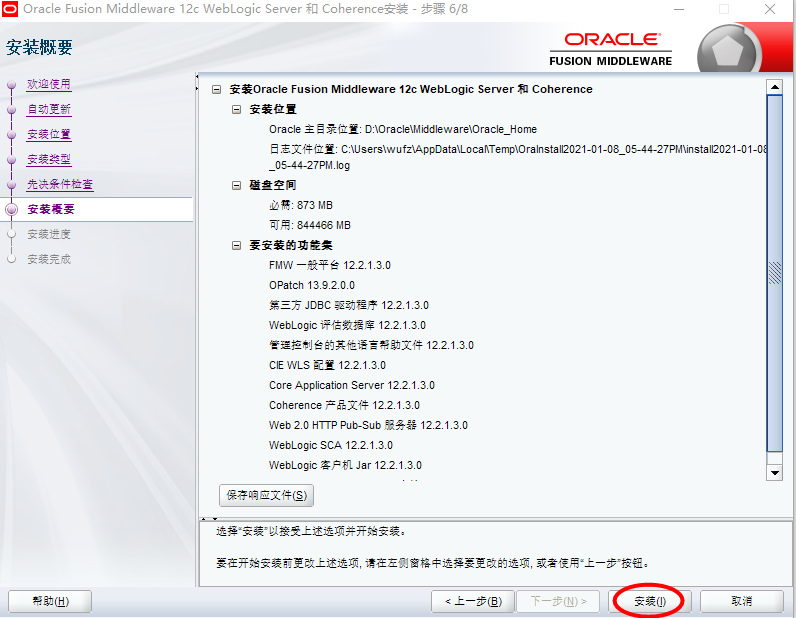 Oracle Fusion Middleware 12c WebLogic Server 和 Coherence安装 - 步骤 6/8
安装概要
ORACLE
FUSION MIDDLEWARE
欢迎使用
自动更新
安装位置
安装类型
先决条件检查
安装概要
安装进度
安装完成
安装Oracle Fusion Middleware 12c WebLogic Server 和 Coherence
安装位置
Oracle 主目录位置: D:\Oracle\Middleware\Oracle_Home
日志文件位置: C:\Users\wufz\AppData\Local\Temp\OraInstall2021-01-08_05-44-27PM\install2021-01-08
_05-44-27PM.log
磁盘空间
必需: 873 MB
可用: 844466 MB
要安装的功能集
FMW 一般平台 12.2.1.3.0
OPatch 13.9.2.0.0
第三方 JDBC 驱动程序 12.2.1.3.0
WebLogic 评估数据库 12.2.1.3.0
管理控制台的其他语言帮助文件 12.2.1.3.0
CIE WLS 配置 12.2.1.3.0
Core Application Server 12.2.1.3.0
Coherence 产品文件 12.2.1.3.0
Web 2.0 HTTP Pub-Sub 服务器 12.2.1.3.0
WebLogic SCA 12.2.1.3.0
WebLogic 客户机 Jar 12.2.1.3.0
保存响应文件(S)
选择“安装”以接受上述选项并开始安装。
要在开始安装前更改上述选项, 请在左侧窗格中选择要更改的选项, 或者使用“上一步”按钮。
帮助(H)
< 上一步(B)
下一步(N) >
安装(I)
取消